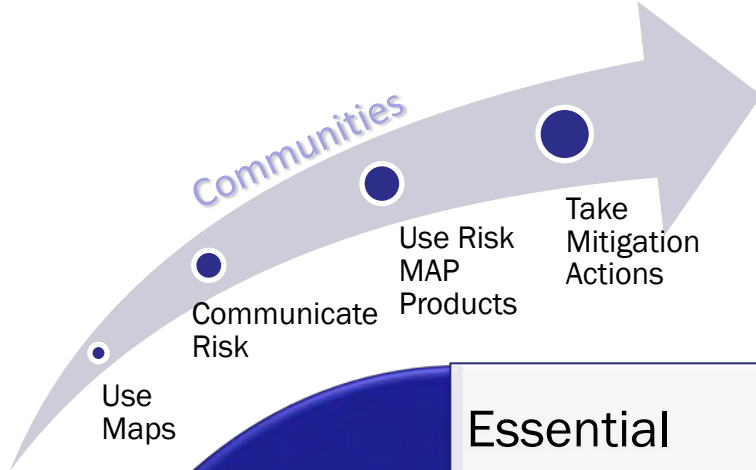 Communities
Use
Maps
Communicate
Risk
Use Risk
MAP
Products
Take
Mitigation
Actions
Essential